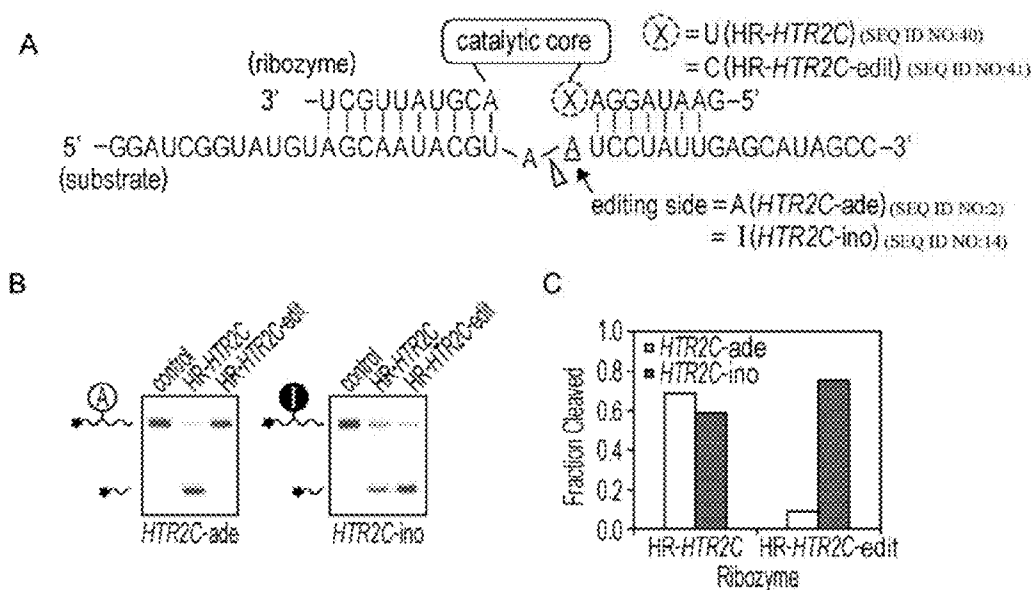 A
catalytic core
X = U (HR-HTR2C) (SEQ ID NO:40)
= C (HR-HTR2C-edit) (SEQ ID NO:41)
(ribozyme)
3' –UCGUUAUGCA XAGGAUAAG–5'
5' –GGAUCGGUAUGUAGCAAUACGU – A – A UCCUAUUGAGCAUAGCC–3'
(substrate)
editing side = A (HTR2C-ade) (SEQ ID NO:2)
= I (HTR2C-ino) (SEQ ID NO:14)
B
control HR-HTR2C HR-HTR2C-edit
control HR-HTR2C HR-HTR2C-edit
A
I
HTR2C-ade
HTR2C-ino
C
HTR2C-ade
HTR2C-ino
Fraction Cleaved
1.0
0.8
0.6
0.4
0.2
0.0
HR-HTR2C HR-HTR2C-edit
Ribozyme